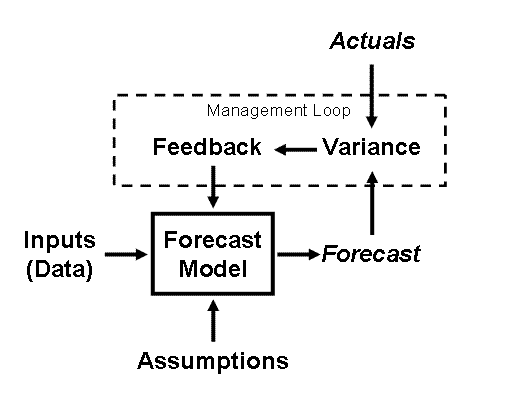 Actuals
Management Loop
Feedback
Variance
Inputs
(Data)
Forecast
Model
Forecast
Assumptions